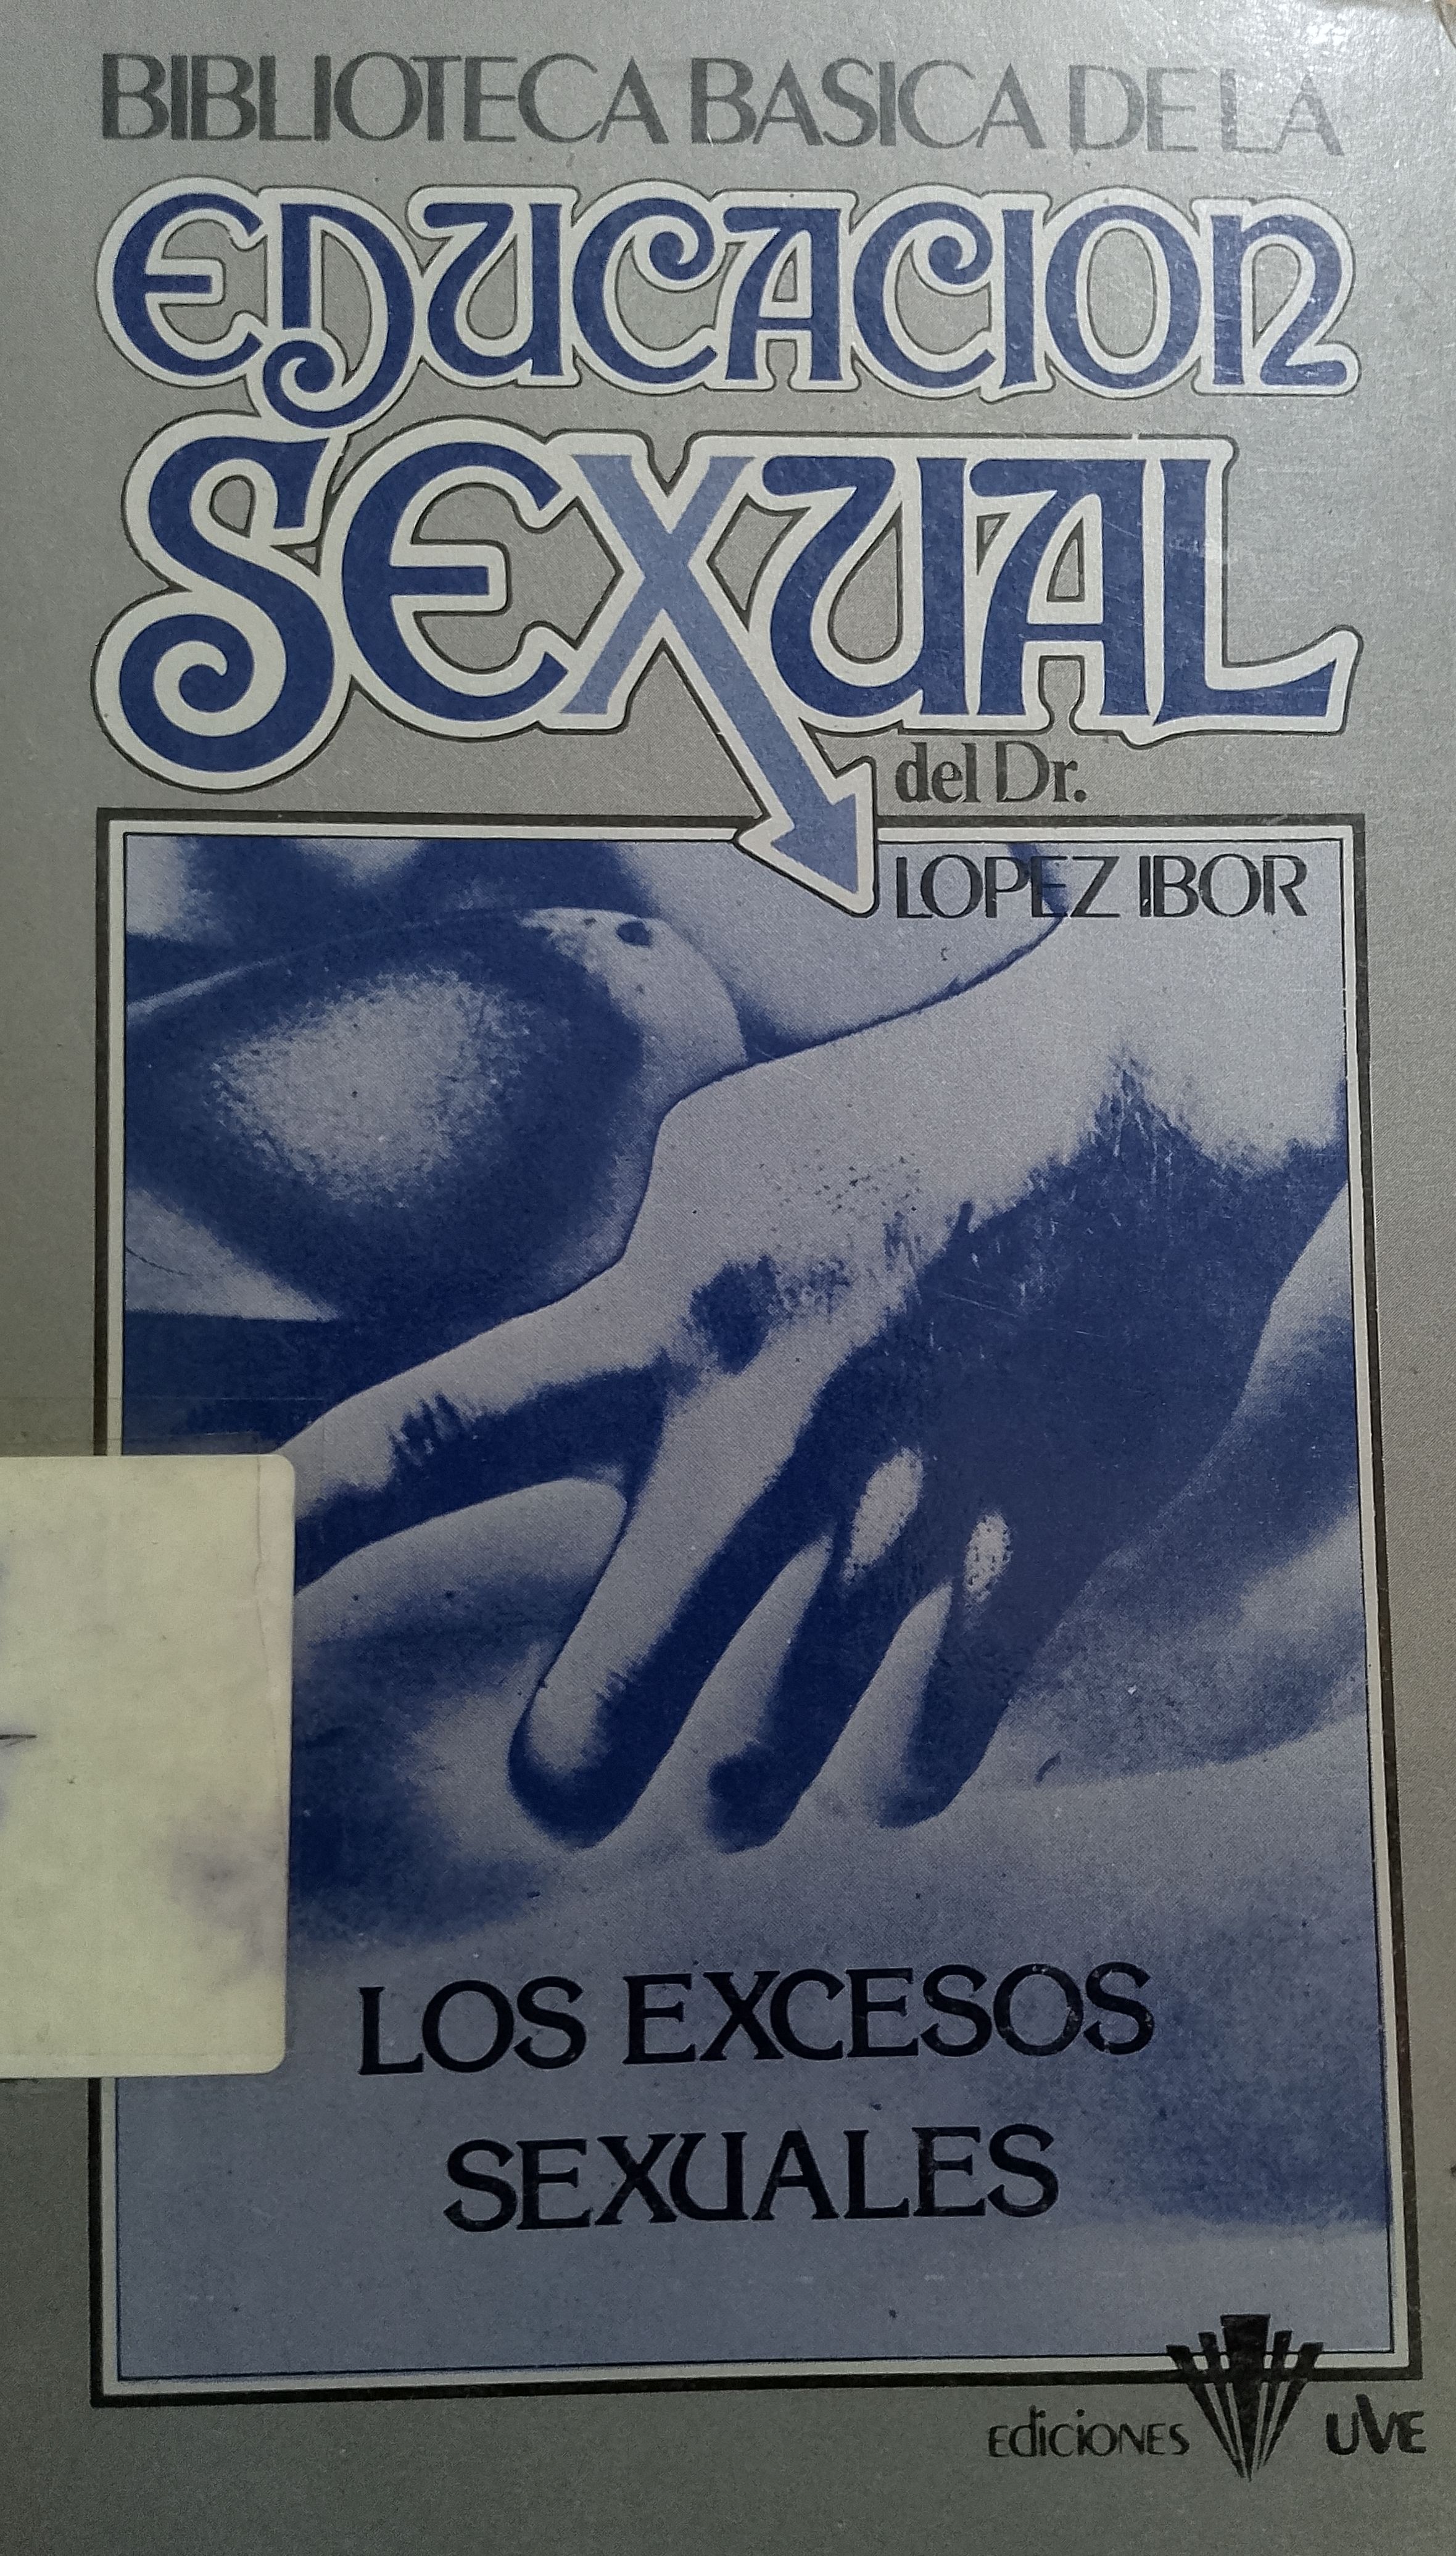 BIBLIOTECA BASICA DE LA
EDUCACION
SEXUAL
del Dr.
LOPEZ IBOR
LOS EXCESOS
SEXUALES
ediciones UVE